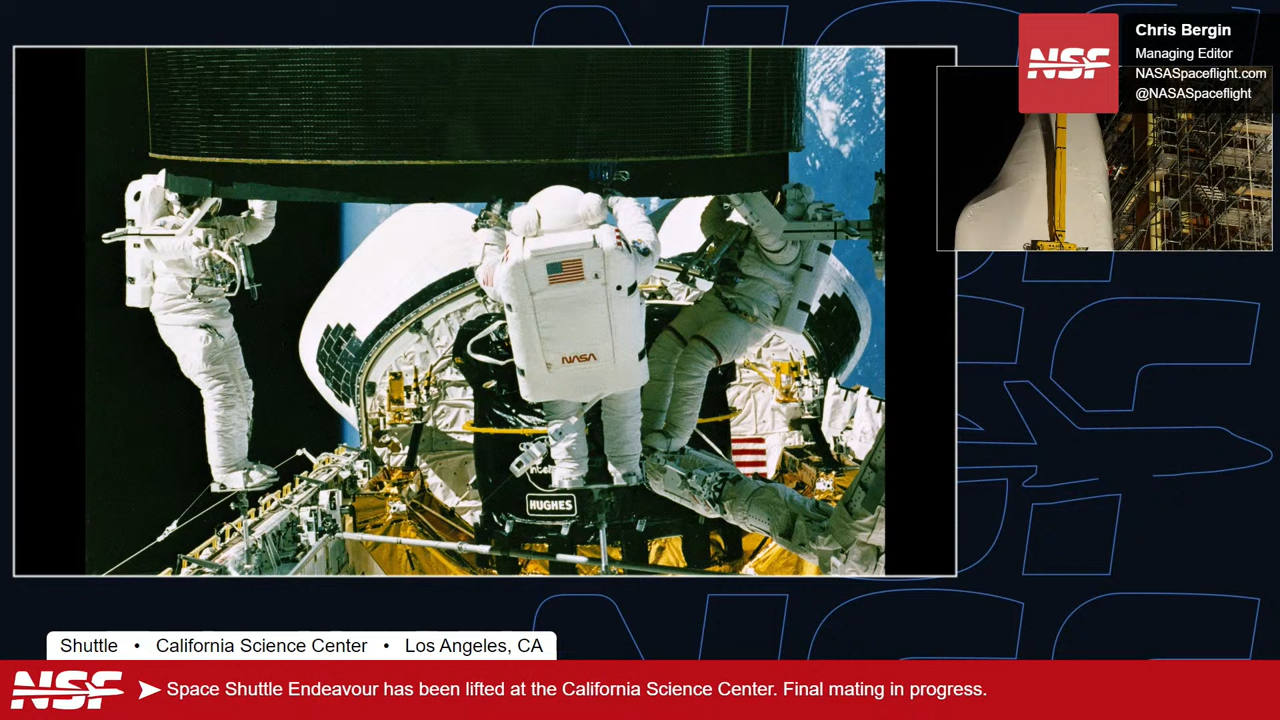 NSF
Chris Bergin
Managing Editor
NASASpaceflight.com
@NASASpaceflight
NASA
Intel
HUGHES
Shuttle • California Science Center • Los Angeles, CA
NSF
Space Shuttle Endeavour has been lifted at the California Science Center. Final mating in progress.